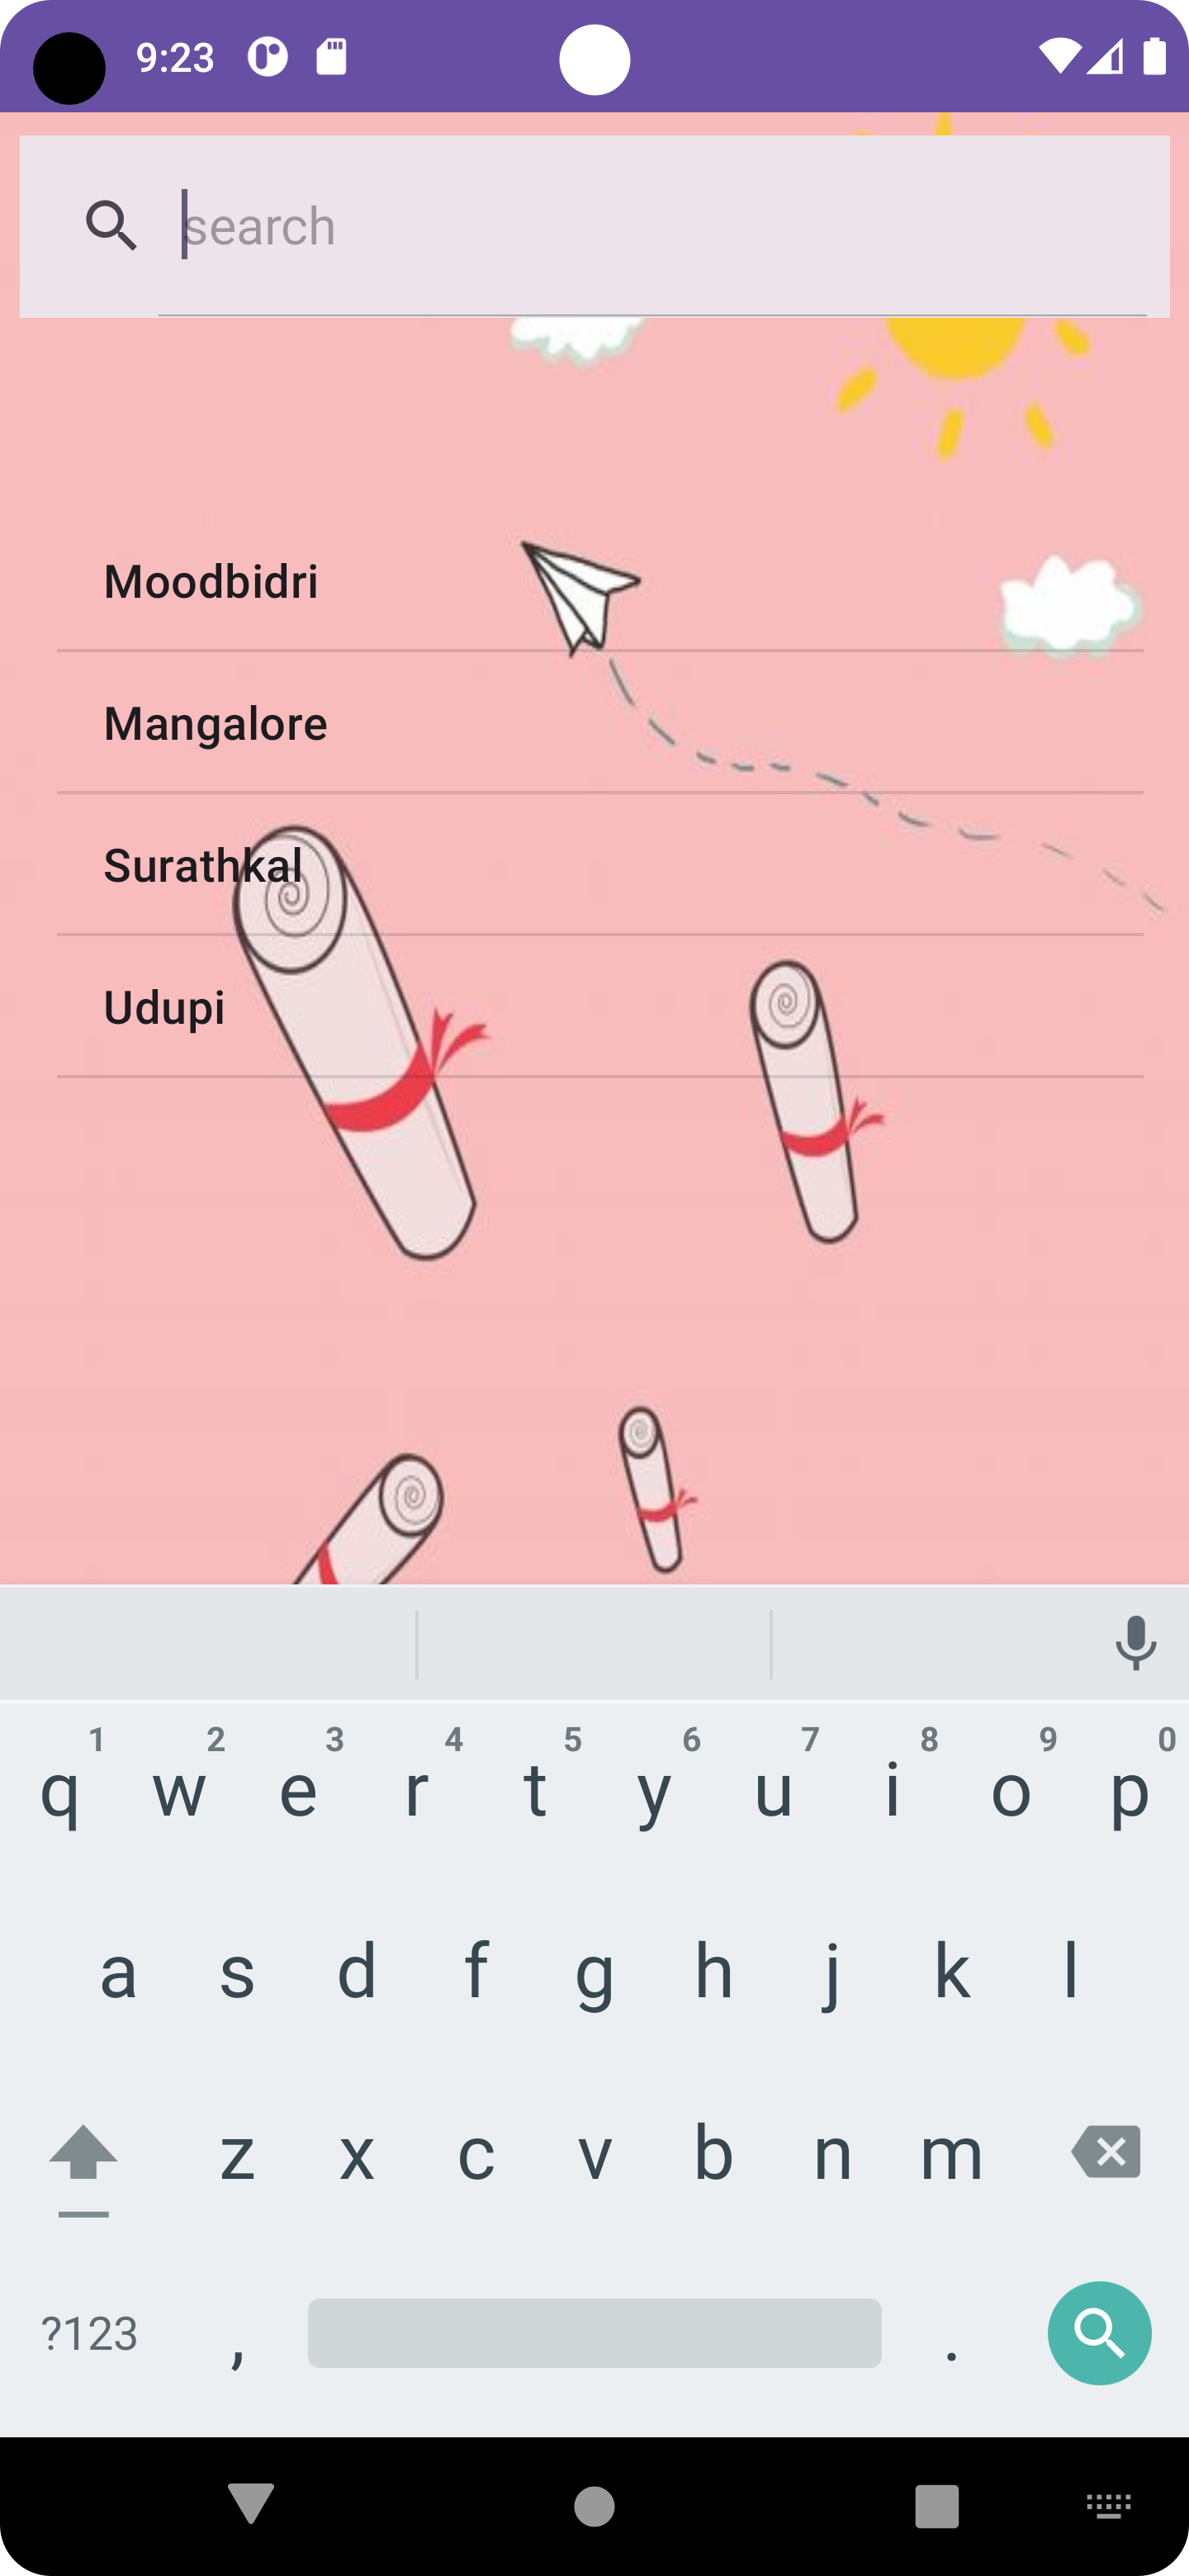 9:23
search
Moodbidri
Mangalore
Surathkal
Udupi
1 2 3 4 5 6 7 8 9 0
q w e r t y u i o p
a s d f g h j k l
z x c v b n m
?123 , .